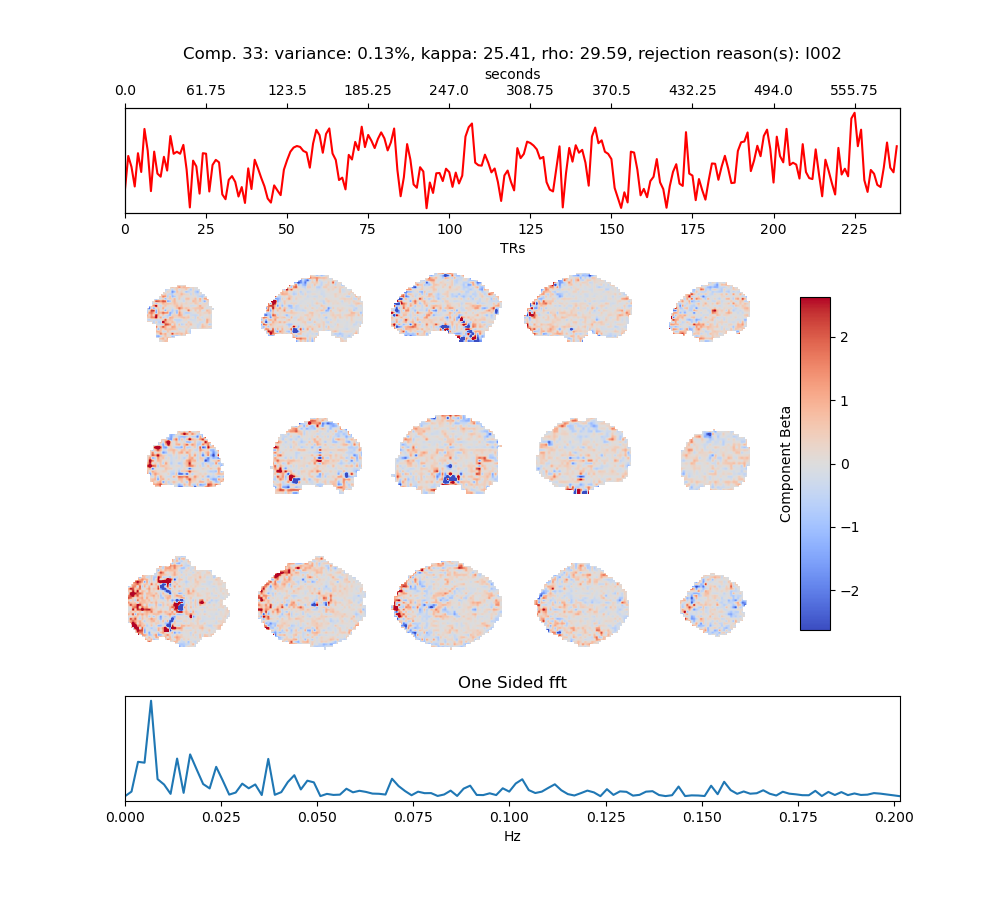 Comp. 33: variance: 0.13%, kappa: 25.41, rho: 29.59, rejection reason(s): I002
seconds
0.0 61.75 123.5 185.25 247.0 308.75 370.5 432.25 494.0 555.75
0 25 50 75 100 125 150 175 200 225
TRs
2
1
0
−1
−2
Component Beta
One Sided fft
0.000 0.025 0.050 0.075 0.100 0.125 0.150 0.175 0.200
Hz